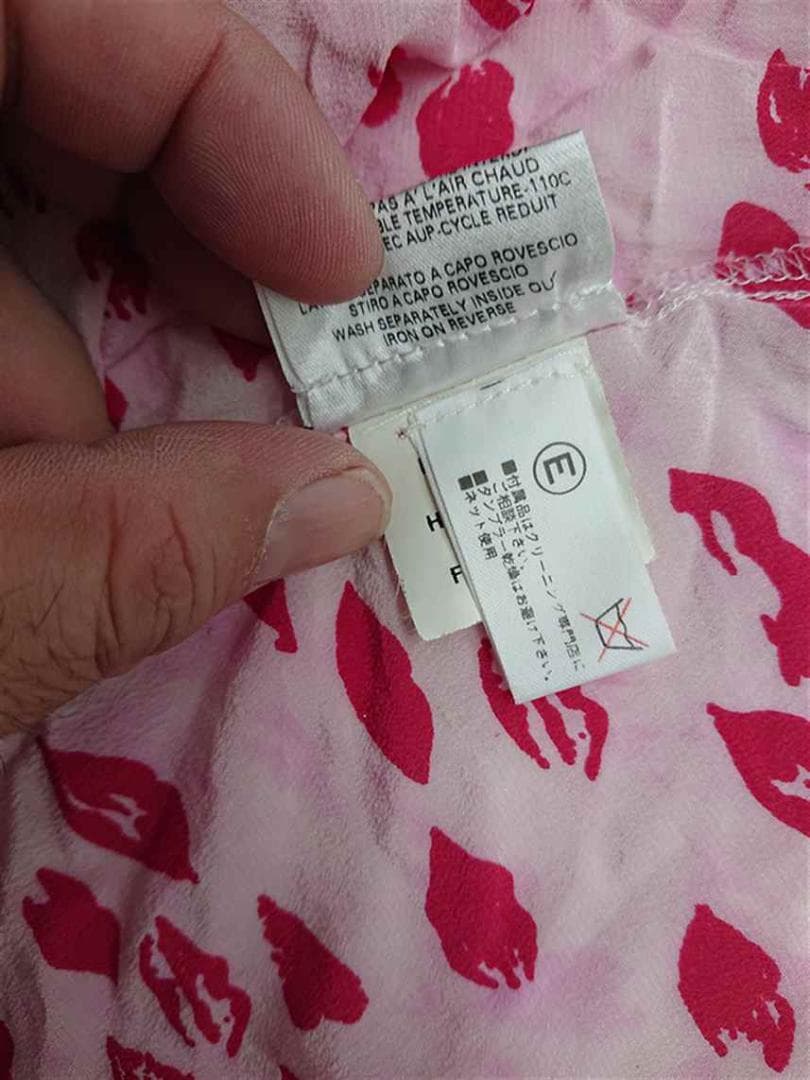 PAS A' L'AIR CHAUD
TEMPERATURE-110C
AUP-CYCLE REDUIT
A CAPO ROVESCIO
STIRO A CAPO ROVESCIO
WASH SEPARATELY INSIDE OUT
IRON ON REVERSE
E
■付属品はクリーニング専門店に
ご相談下さい。
■タンブラー乾燥はお避け下さい。
■ネット使用